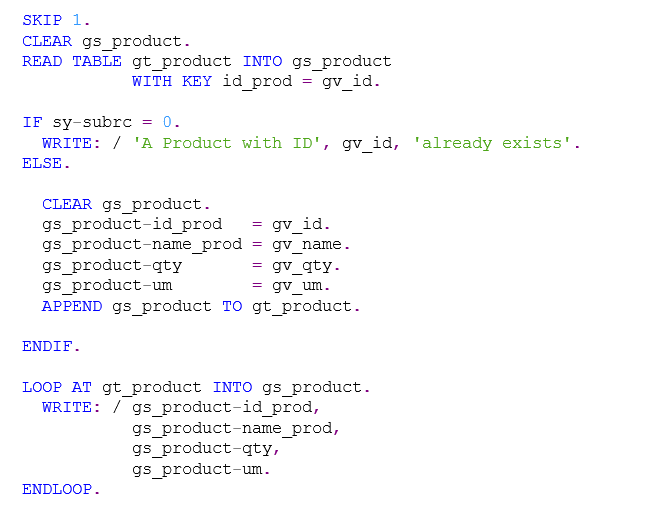 SKIP 1.
CLEAR gs_product.
READ TABLE gt_product INTO gs_product
           WITH KEY id_prod = gv_id.

IF sy-subrc = 0.
  WRITE: / 'A Product with ID', gv_id, 'already exists'.
ELSE.

  CLEAR gs_product.
  gs_product-id_prod   = gv_id.
  gs_product-name_prod = gv_name.
  gs_product-qty       = gv_qty.
  gs_product-um        = gv_um.
  APPEND gs_product TO gt_product.

ENDIF.

LOOP AT gt_product INTO gs_product.
  WRITE: / gs_product-id_prod,
           gs_product-name_prod,
           gs_product-qty,
           gs_product-um.
ENDLOOP.